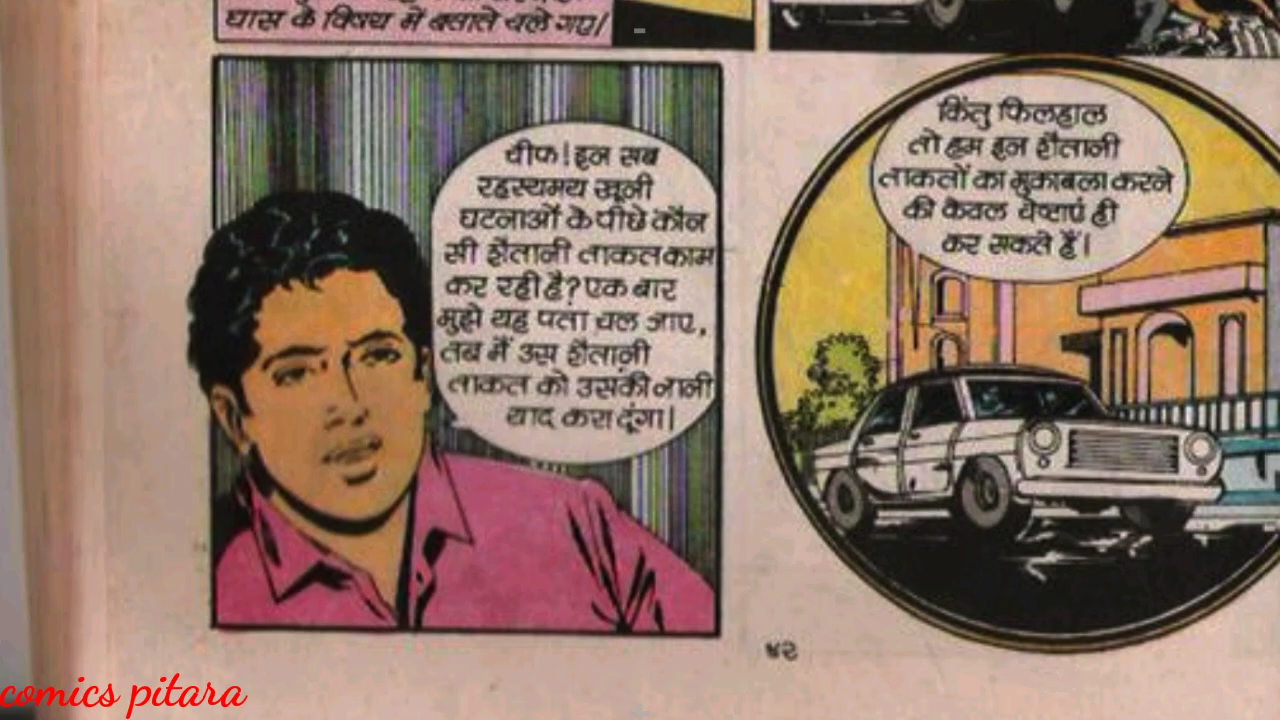 घास के विषय में बताते चले गए।
चीफ! इन सब
रहस्यमय खूनी
घटनाओं के पीछे कौन
सी शैतानी ताकत काम
कर रही है? एक बार
मुझे यह पता चल जाए,
तब मैं उस शैतानी
ताकत को उसकी नानी
याद करा दूंगा।
किंतु फिलहाल
तो हम इन शैतानी
ताकतों का मुकाबला करने
की केवल चेष्टाएं ही
कर सकते हैं।
४२
comics pitara